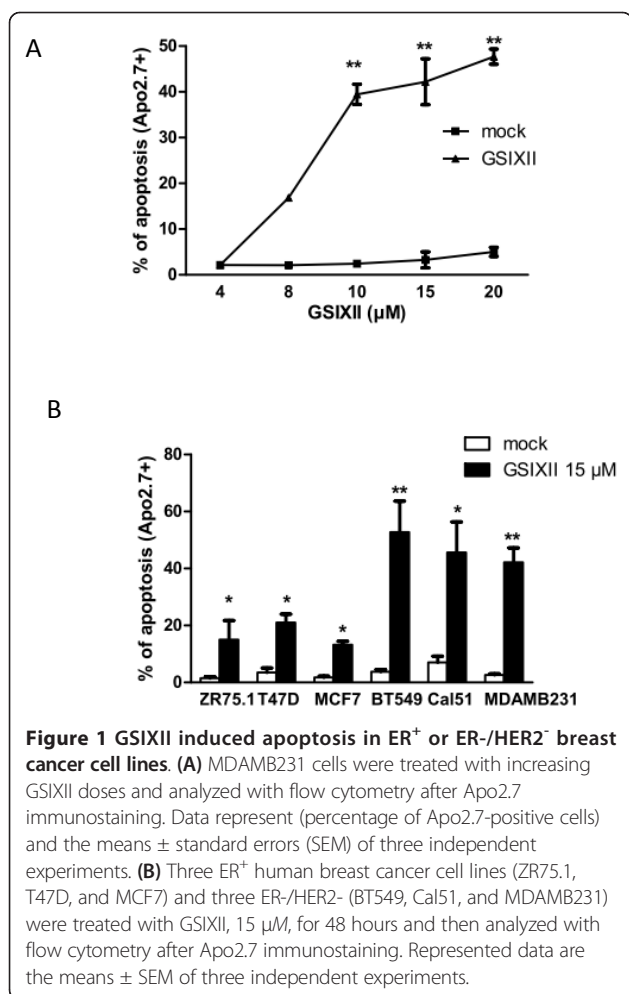 A
50
40
30
20
10
0
% of apoptosis (Apo2.7+)
** ** **
mock
GSIXII
4 8 10 15 20
GSIXII (µM)
B
80
60
40
20
0
% of apoptosis (Apo2.7+)
mock
GSIXII 15 µM
* * * ** * **
ZR75.1 T47D MCF7 BT549 Cal51 MDAMB231
Figure 1 GSIXII induced apoptosis in ER⁺ or ER-/HER2⁻ breast
cancer cell lines. (A) MDAMB231 cells were treated with increasing
GSIXII doses and analyzed with flow cytometry after Apo2.7
immunostaining. Data represent (percentage of Apo2.7-positive cells)
and the means ± standard errors (SEM) of three independent
experiments. (B) Three ER⁺ human breast cancer cell lines (ZR75.1,
T47D, and MCF7) and three ER-/HER2- (BT549, Cal51, and MDAMB231)
were treated with GSIXII, 15 µM, for 48 hours and then analyzed with
flow cytometry after Apo2.7 immunostaining. Represented data are
the means ± SEM of three independent experiments.